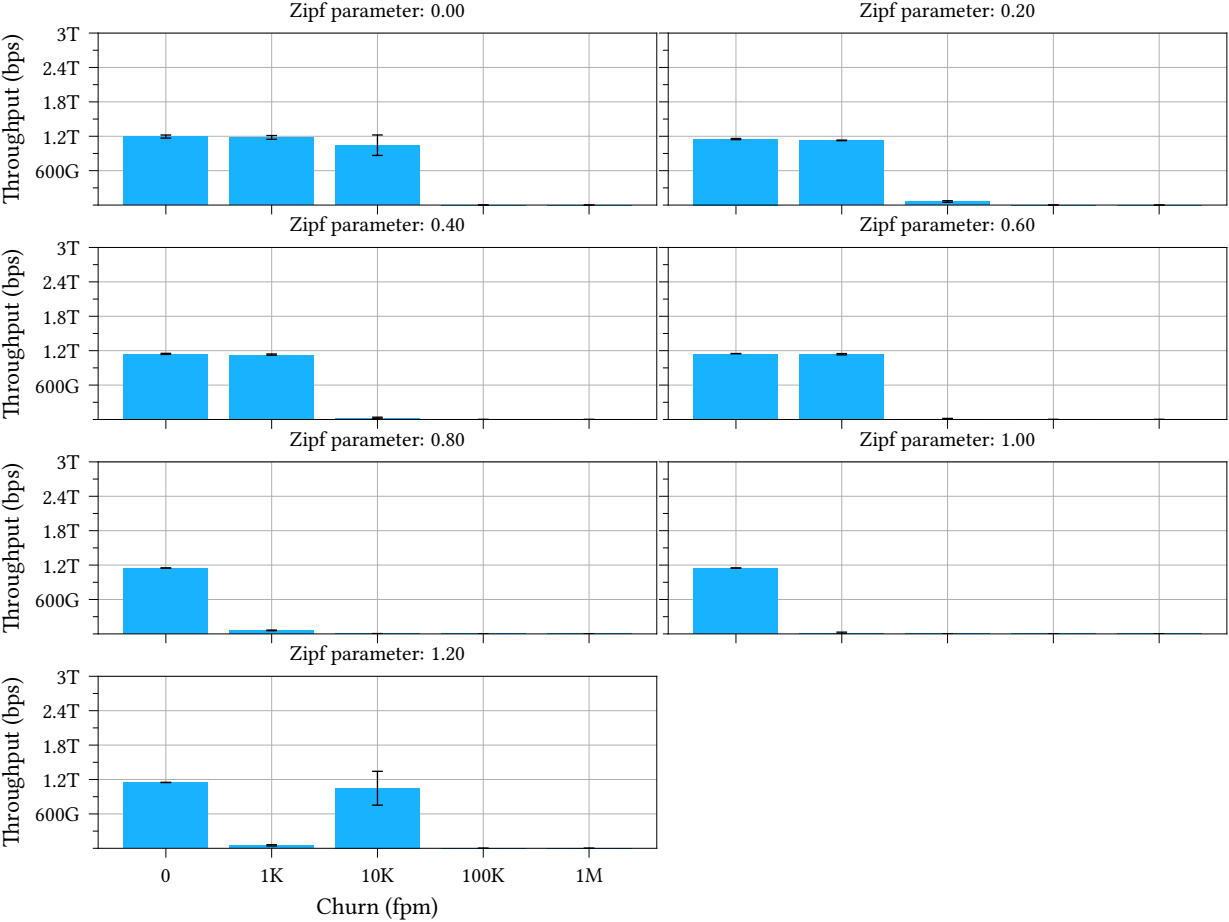 Zipf parameter: 0.00
Zipf parameter: 0.20
Throughput (bps)
3T
2.4T
1.8T
1.2T
600G
Zipf parameter: 0.40
Zipf parameter: 0.60
Throughput (bps)
3T
2.4T
1.8T
1.2T
600G
Zipf parameter: 0.80
Zipf parameter: 1.00
Throughput (bps)
3T
2.4T
1.8T
1.2T
600G
Zipf parameter: 1.20
Throughput (bps)
3T
2.4T
1.8T
1.2T
600G
0 1K 10K 100K 1M
Churn (fpm)